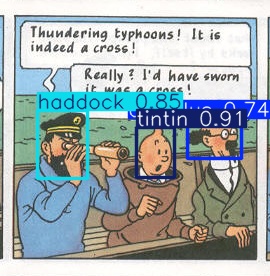 Thundering typhoons! It is
indeed a cross!
Really? I'd have sworn
it was a cross!
haddock 0.85
0.74
tintin 0.91